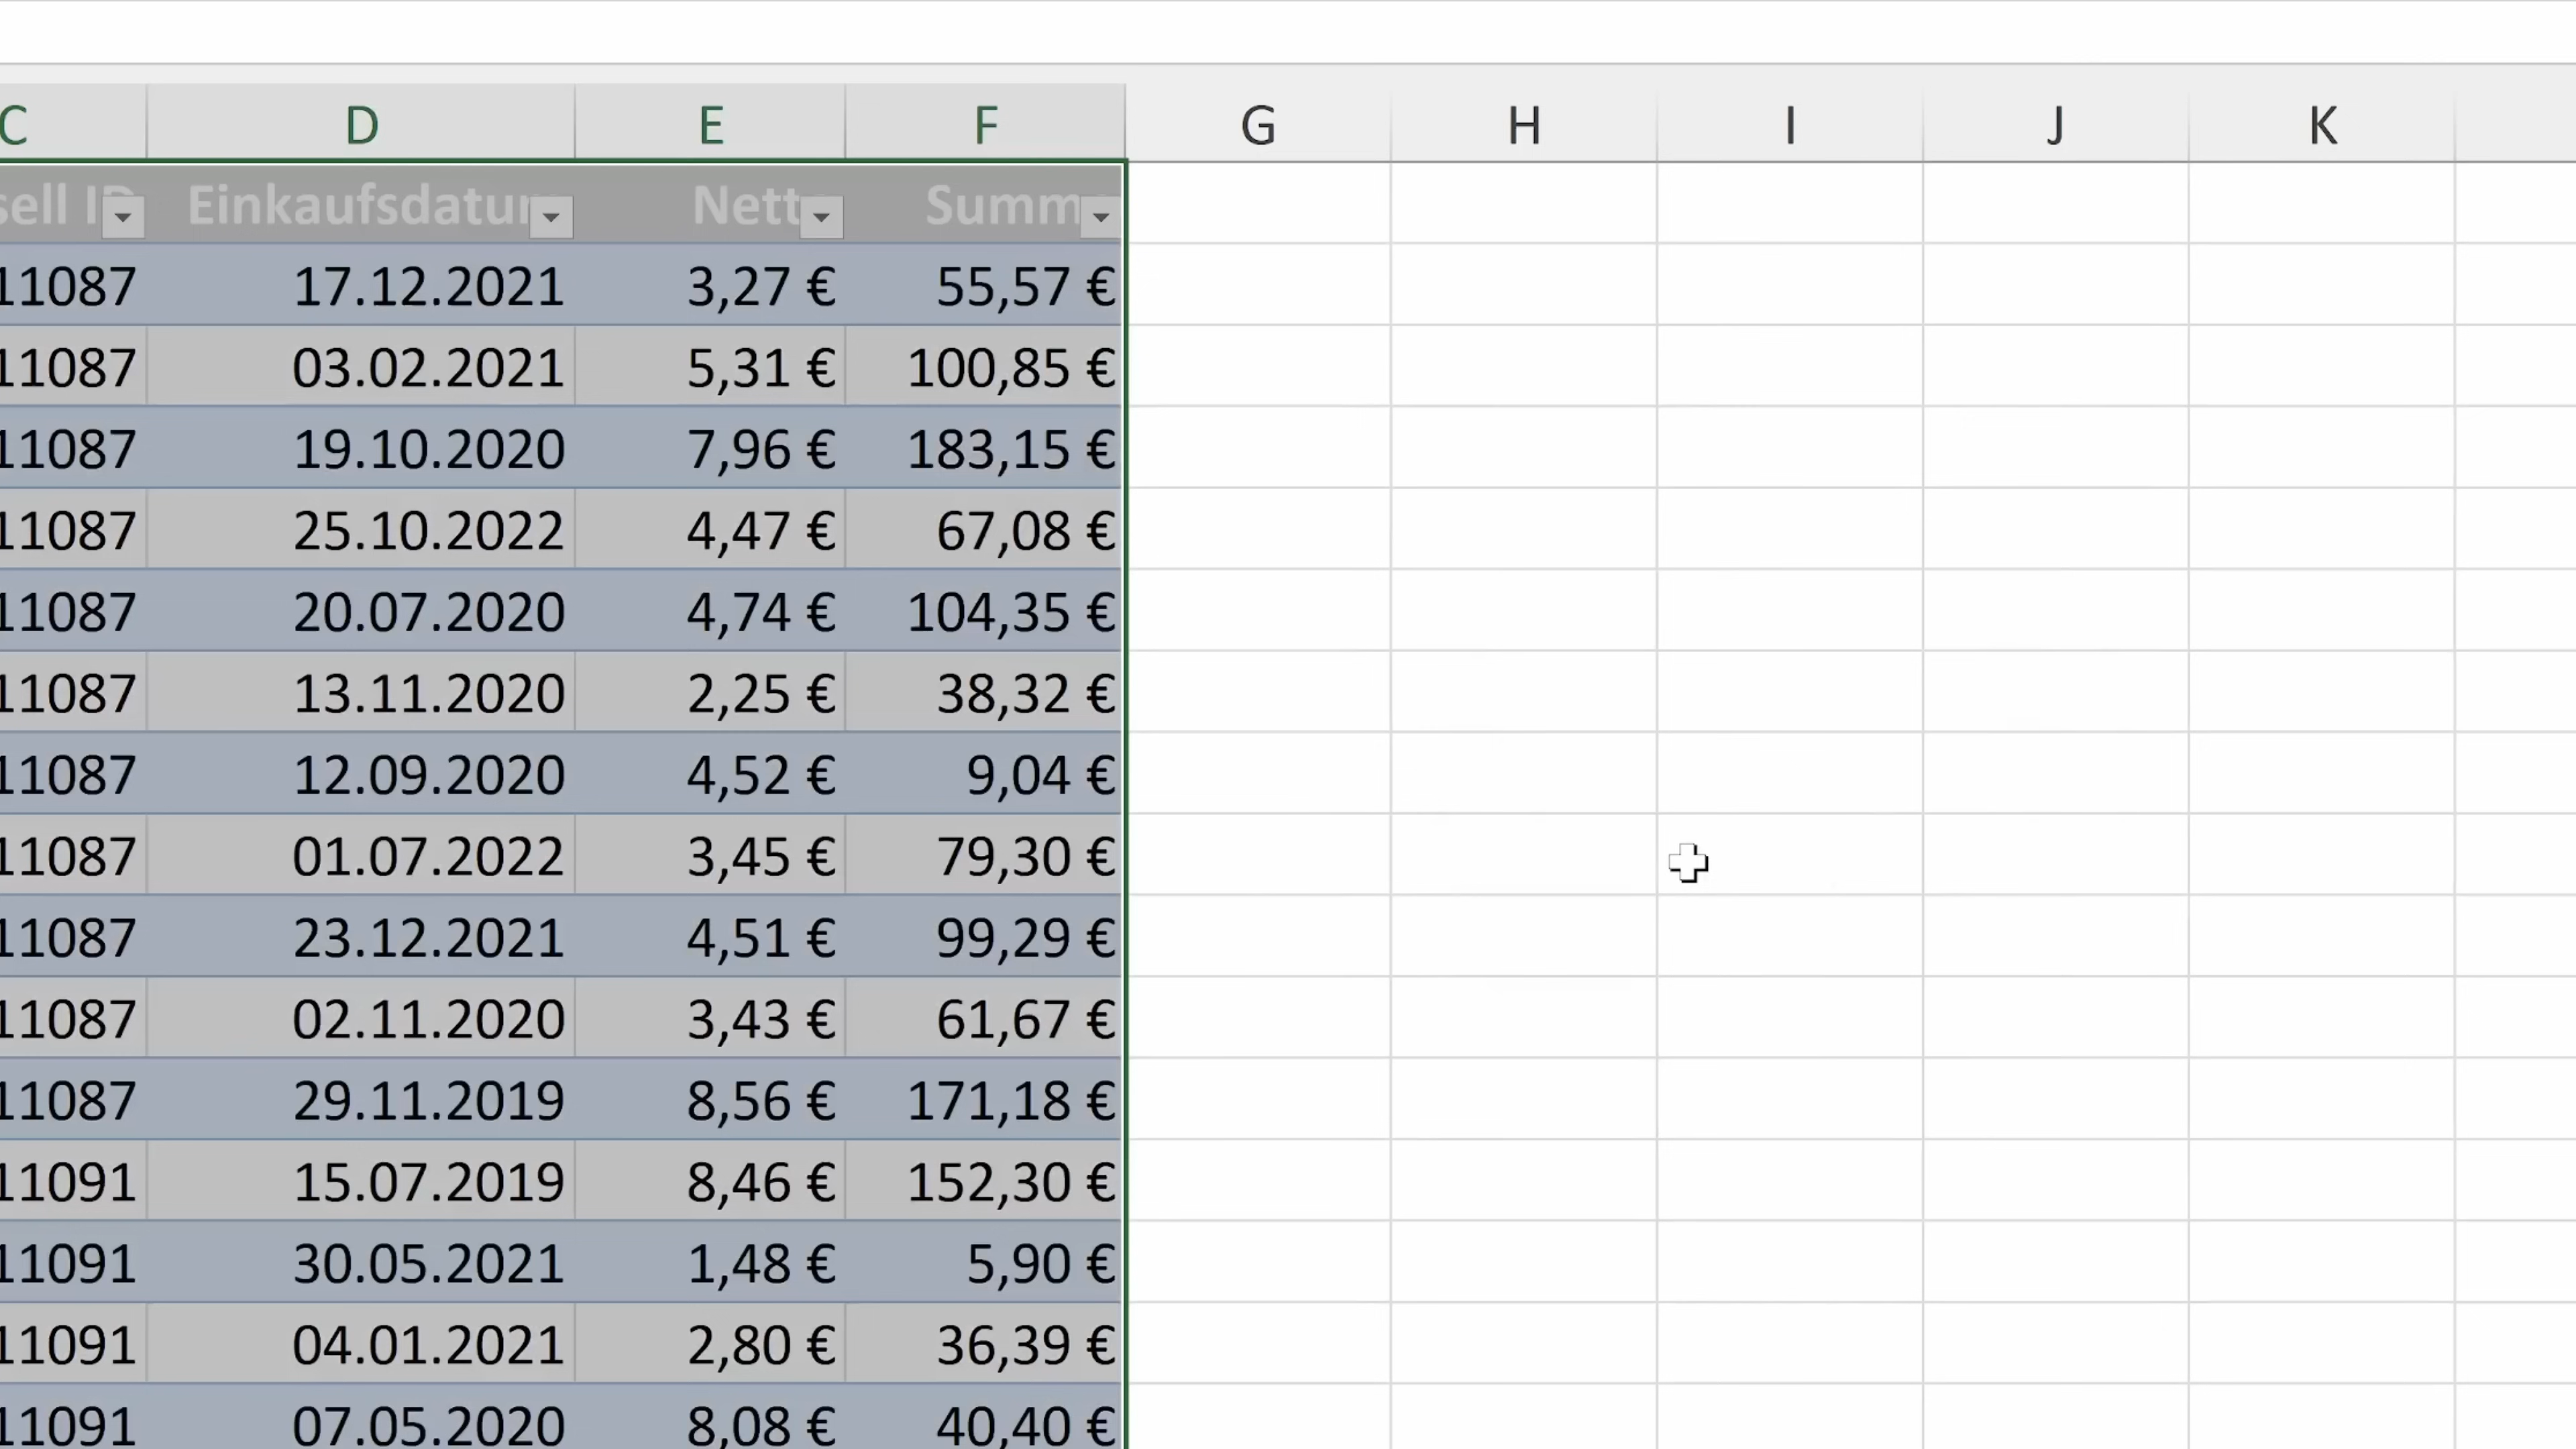 C D E F G H I J K
sell ID Einkaufsdatum Nett Summ
11087 17.12.2021 3,27 € 55,57 €
11087 03.02.2021 5,31 € 100,85 €
11087 19.10.2020 7,96 € 183,15 €
11087 25.10.2022 4,47 € 67,08 €
11087 20.07.2020 4,74 € 104,35 €
11087 13.11.2020 2,25 € 38,32 €
11087 12.09.2020 4,52 € 9,04 €
11087 01.07.2022 3,45 € 79,30 €
11087 23.12.2021 4,51 € 99,29 €
11087 02.11.2020 3,43 € 61,67 €
11087 29.11.2019 8,56 € 171,18 €
11091 15.07.2019 8,46 € 152,30 €
11091 30.05.2021 1,48 € 5,90 €
11091 04.01.2021 2,80 € 36,39 €
11091 07.05.2020 8,08 € 40,40 €